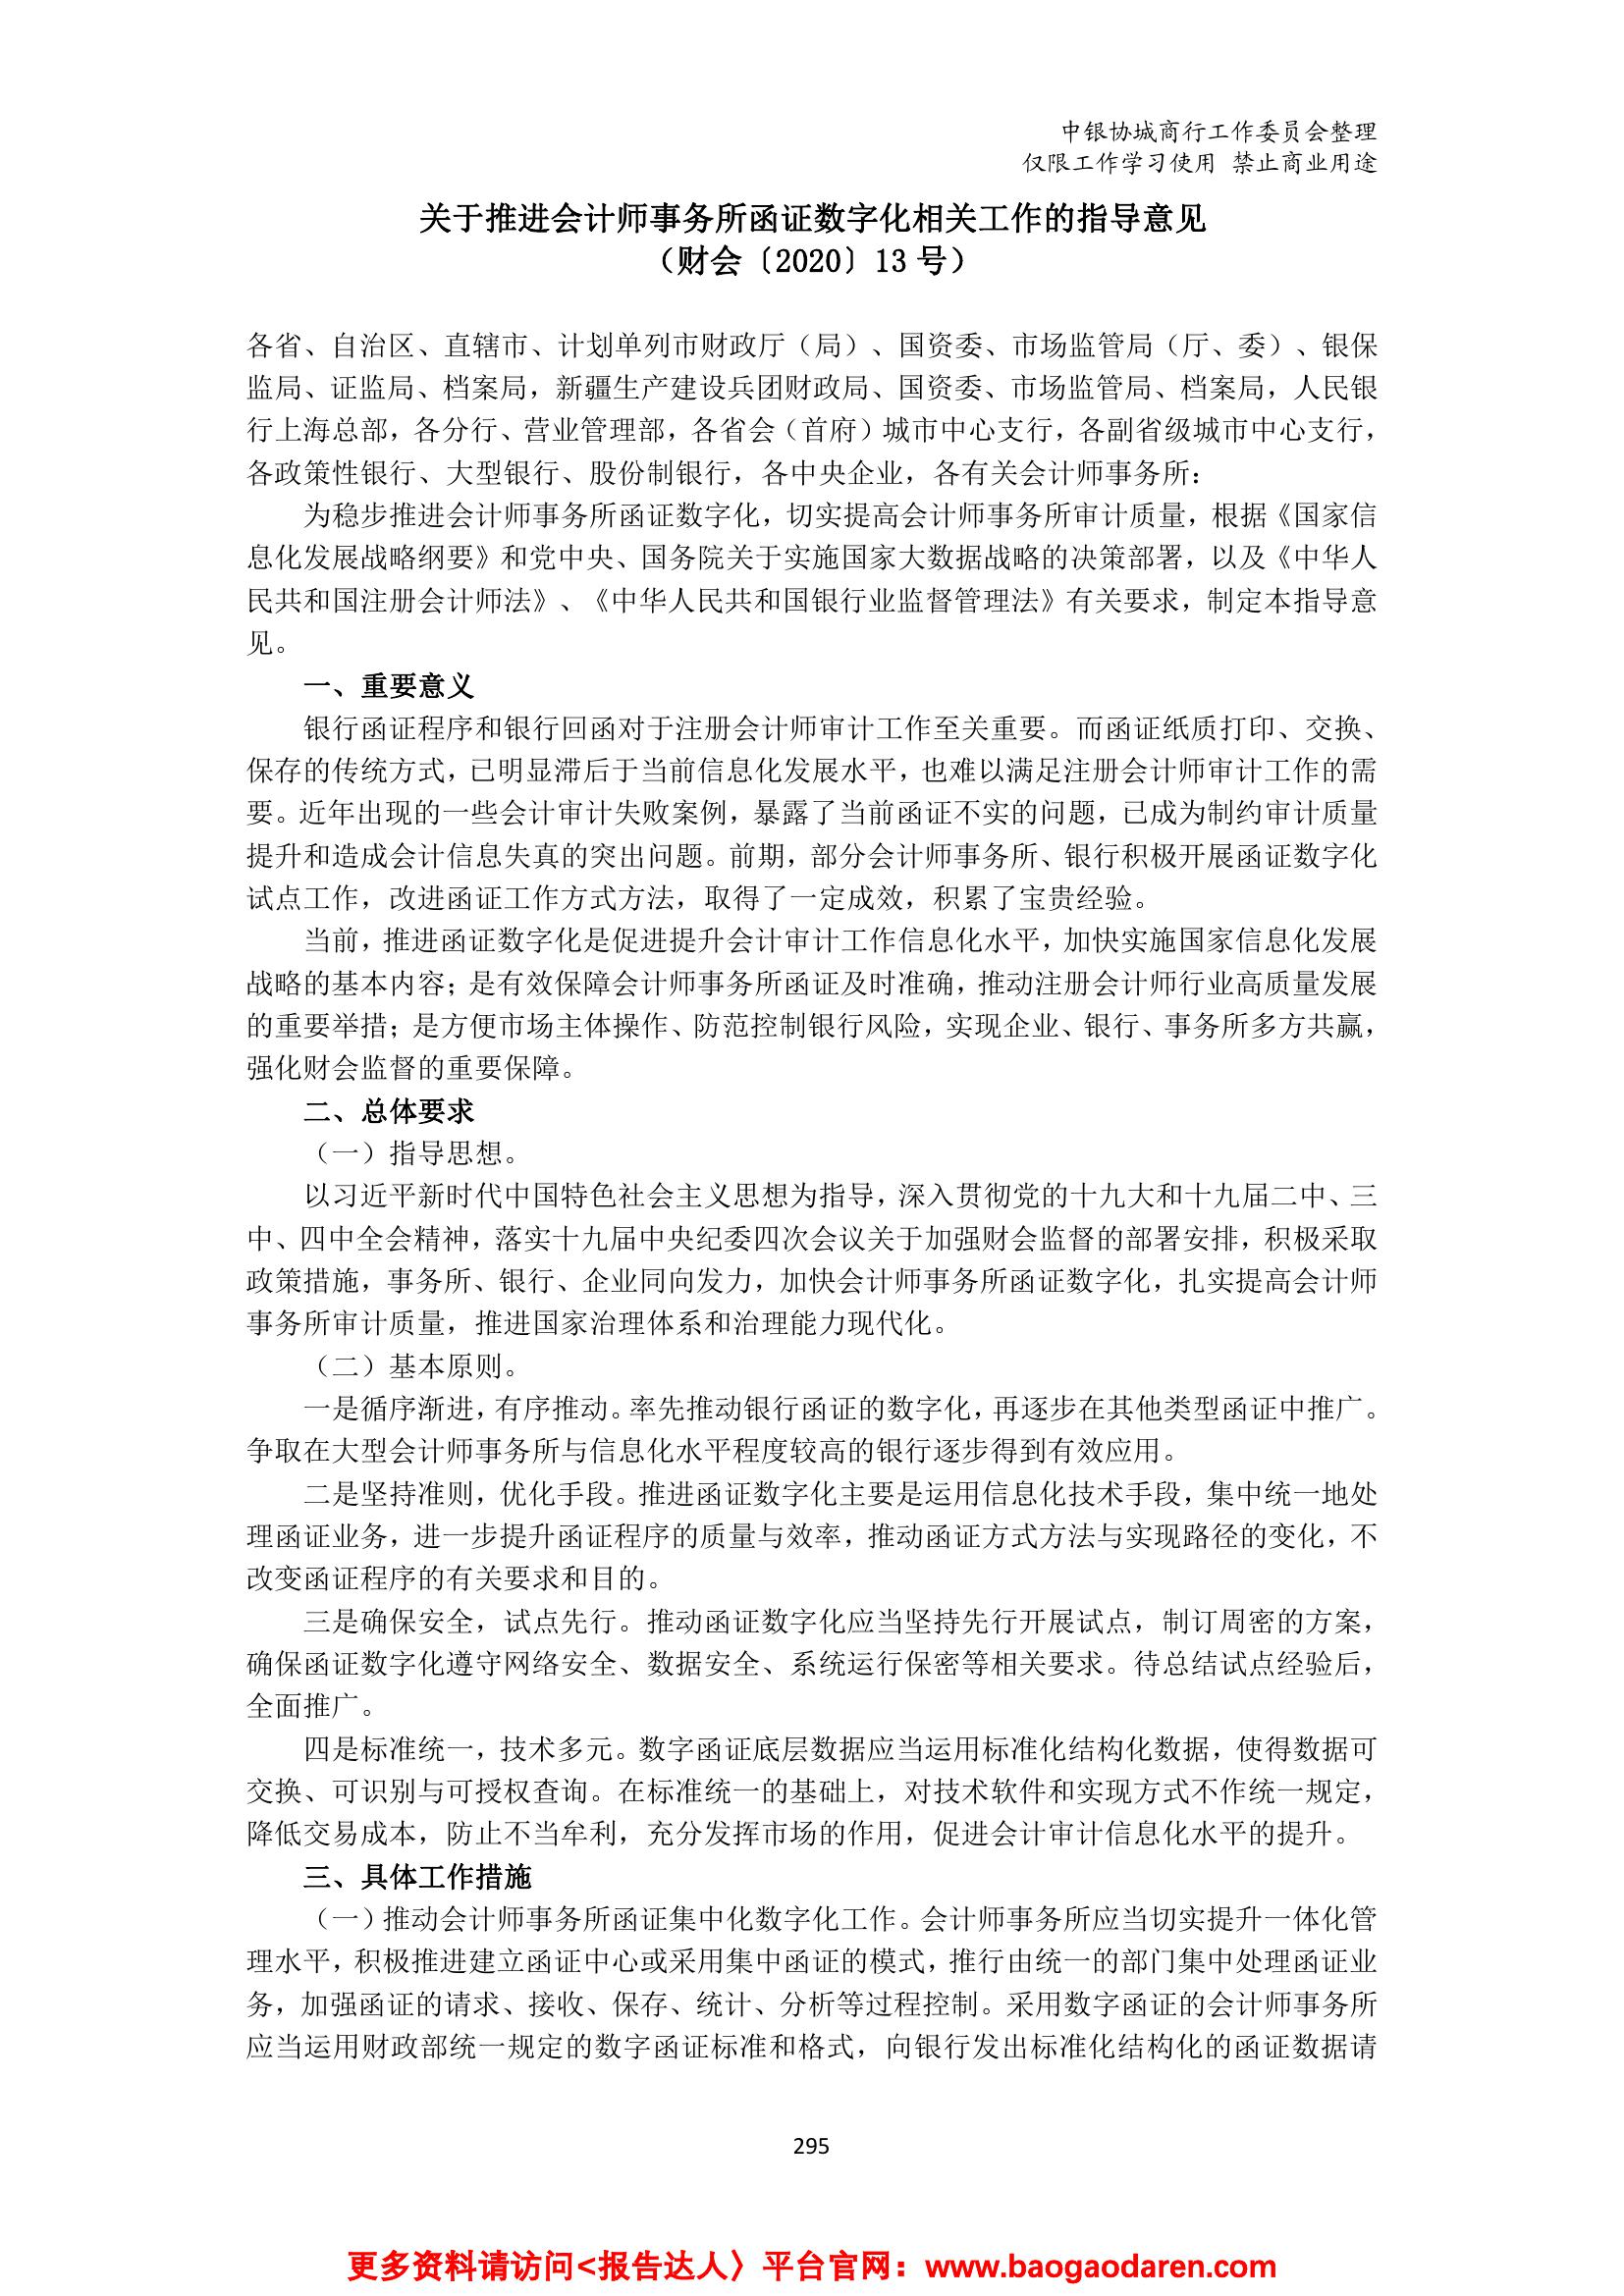 中银协城商行工作委员会整理
仅限工作学习使用 禁止商业用途
关于推进会计师事务所函证数字化相关工作的指导意见
（财会〔2020〕13 号）
各省、自治区、直辖市、计划单列市财政厅（局）、国资委、市场监管局（厅、委）、银保
监局、证监局、档案局，新疆生产建设兵团财政局、国资委、市场监管局、档案局，人民银
行上海总部，各分行、营业管理部，各省会（首府）城市中心支行，各副省级城市中心支行，
各政策性银行、大型银行、股份制银行，各中央企业，各有关会计师事务所：
为稳步推进会计师事务所函证数字化，切实提高会计师事务所审计质量，根据《国家信
息化发展战略纲要》和党中央、国务院关于实施国家大数据战略的决策部署，以及《中华人
民共和国注册会计师法》、《中华人民共和国银行业监督管理法》有关要求，制定本指导意
见。
一、重要意义
银行函证程序和银行回函对于注册会计师审计工作至关重要。而函证纸质打印、交换、
保存的传统方式，已明显滞后于当前信息化发展水平，也难以满足注册会计师审计工作的需
要。近年出现的一些会计审计失败案例，暴露了当前函证不实的问题，已成为制约审计质量
提升和造成会计信息失真的突出问题。前期，部分会计师事务所、银行积极开展函证数字化
试点工作，改进函证工作方式方法，取得了一定成效，积累了宝贵经验。
当前，推进函证数字化是促进提升会计审计工作信息化水平，加快实施国家信息化发展
战略的基本内容；是有效保障会计师事务所函证及时准确，推动注册会计师行业高质量发展
的重要举措；是方便市场主体操作、防范控制银行风险，实现企业、银行、事务所多方共赢，
强化财会监督的重要保障。
二、总体要求
（一）指导思想。
以习近平新时代中国特色社会主义思想为指导，深入贯彻党的十九大和十九届二中、三
中、四中全会精神，落实十九届中央纪委四次会议关于加强财会监督的部署安排，积极采取
政策措施，事务所、银行、企业同向发力，加快会计师事务所函证数字化，扎实提高会计师
事务所审计质量，推进国家治理体系和治理能力现代化。
（二）基本原则。
一是循序渐进，有序推动。率先推动银行函证的数字化，再逐步在其他类型函证中推广。
争取在大型会计师事务所与信息化水平程度较高的银行逐步得到有效应用。
二是坚持准则，优化手段。推进函证数字化主要是运用信息化技术手段，集中统一地处
理函证业务，进一步提升函证程序的质量与效率，推动函证方式方法与实现路径的变化，不
改变函证程序的有关要求和目的。
三是确保安全，试点先行。推动函证数字化应当坚持先行开展试点，制订周密的方案，
确保函证数字化遵守网络安全、数据安全、系统运行保密等相关要求。待总结试点经验后，
全面推广。
四是标准统一，技术多元。数字函证底层数据应当运用标准化结构化数据，使得数据可
交换、可识别与可授权查询。在标准统一的基础上，对技术软件和实现方式不作统一规定，
降低交易成本，防止不当牟利，充分发挥市场的作用，促进会计审计信息化水平的提升。
三、具体工作措施
（一）推动会计师事务所函证集中化数字化工作。会计师事务所应当切实提升一体化管
理水平，积极推进建立函证中心或采用集中函证的模式，推行由统一的部门集中处理函证业
务，加强函证的请求、接收、保存、统计、分析等过程控制。采用数字函证的会计师事务所
应当运用财政部统一规定的数字函证标准和格式，向银行发出标准化结构化的函证数据请
295
更多资料请访问<报告达人〉平台官网：www.baogaodaren.com